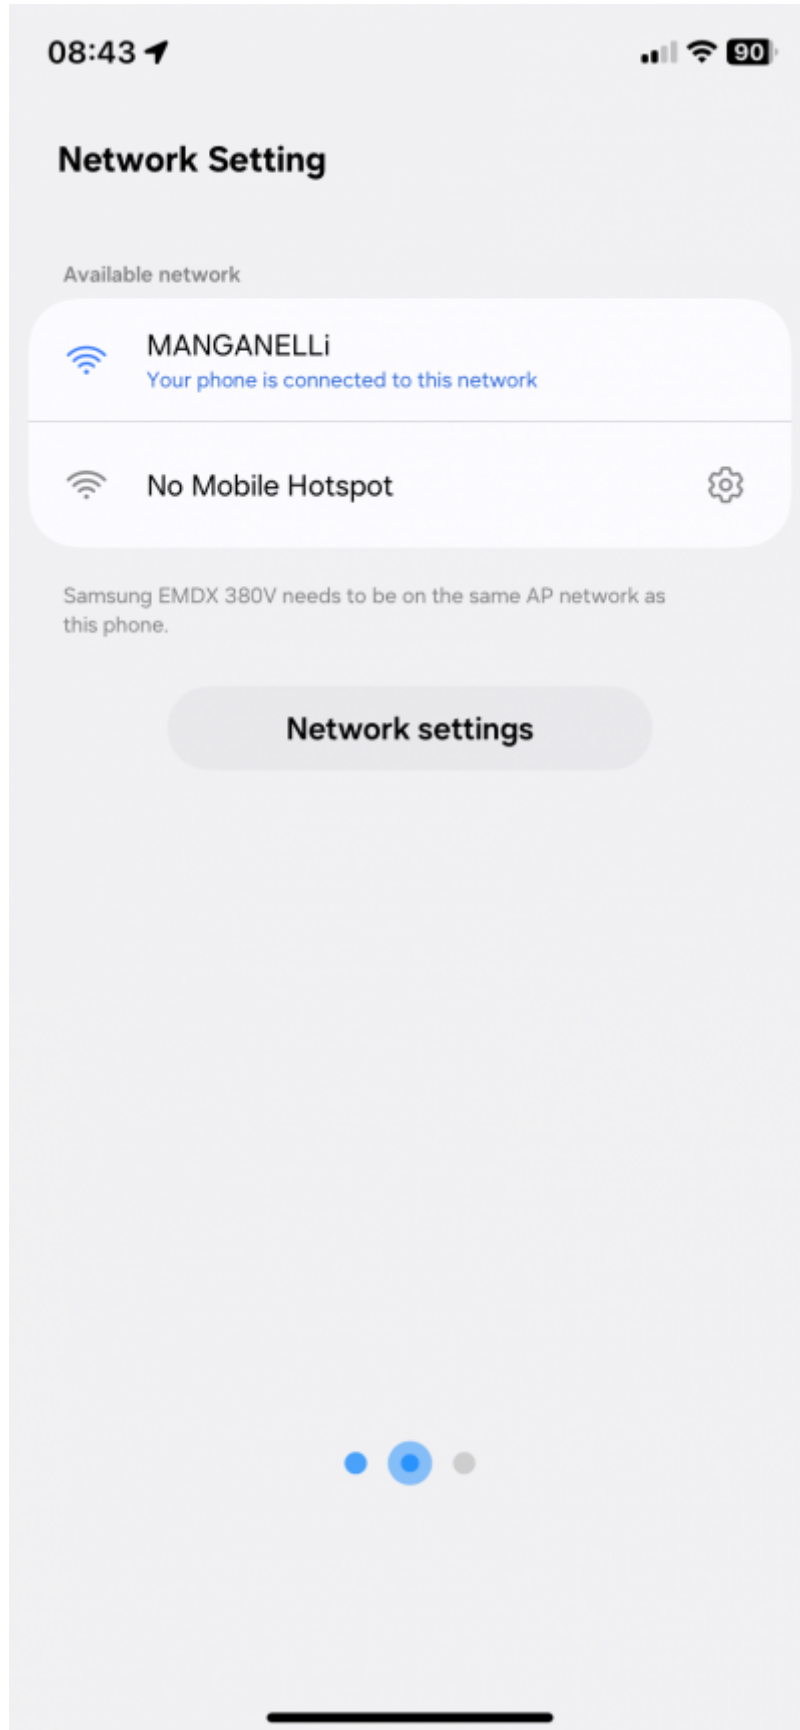 08:43
90
Network Setting
Available network
MANGANELLi
Your phone is connected to this network
No Mobile Hotspot
Samsung EMDX 380V needs to be on the same AP network as
this phone.
Network settings